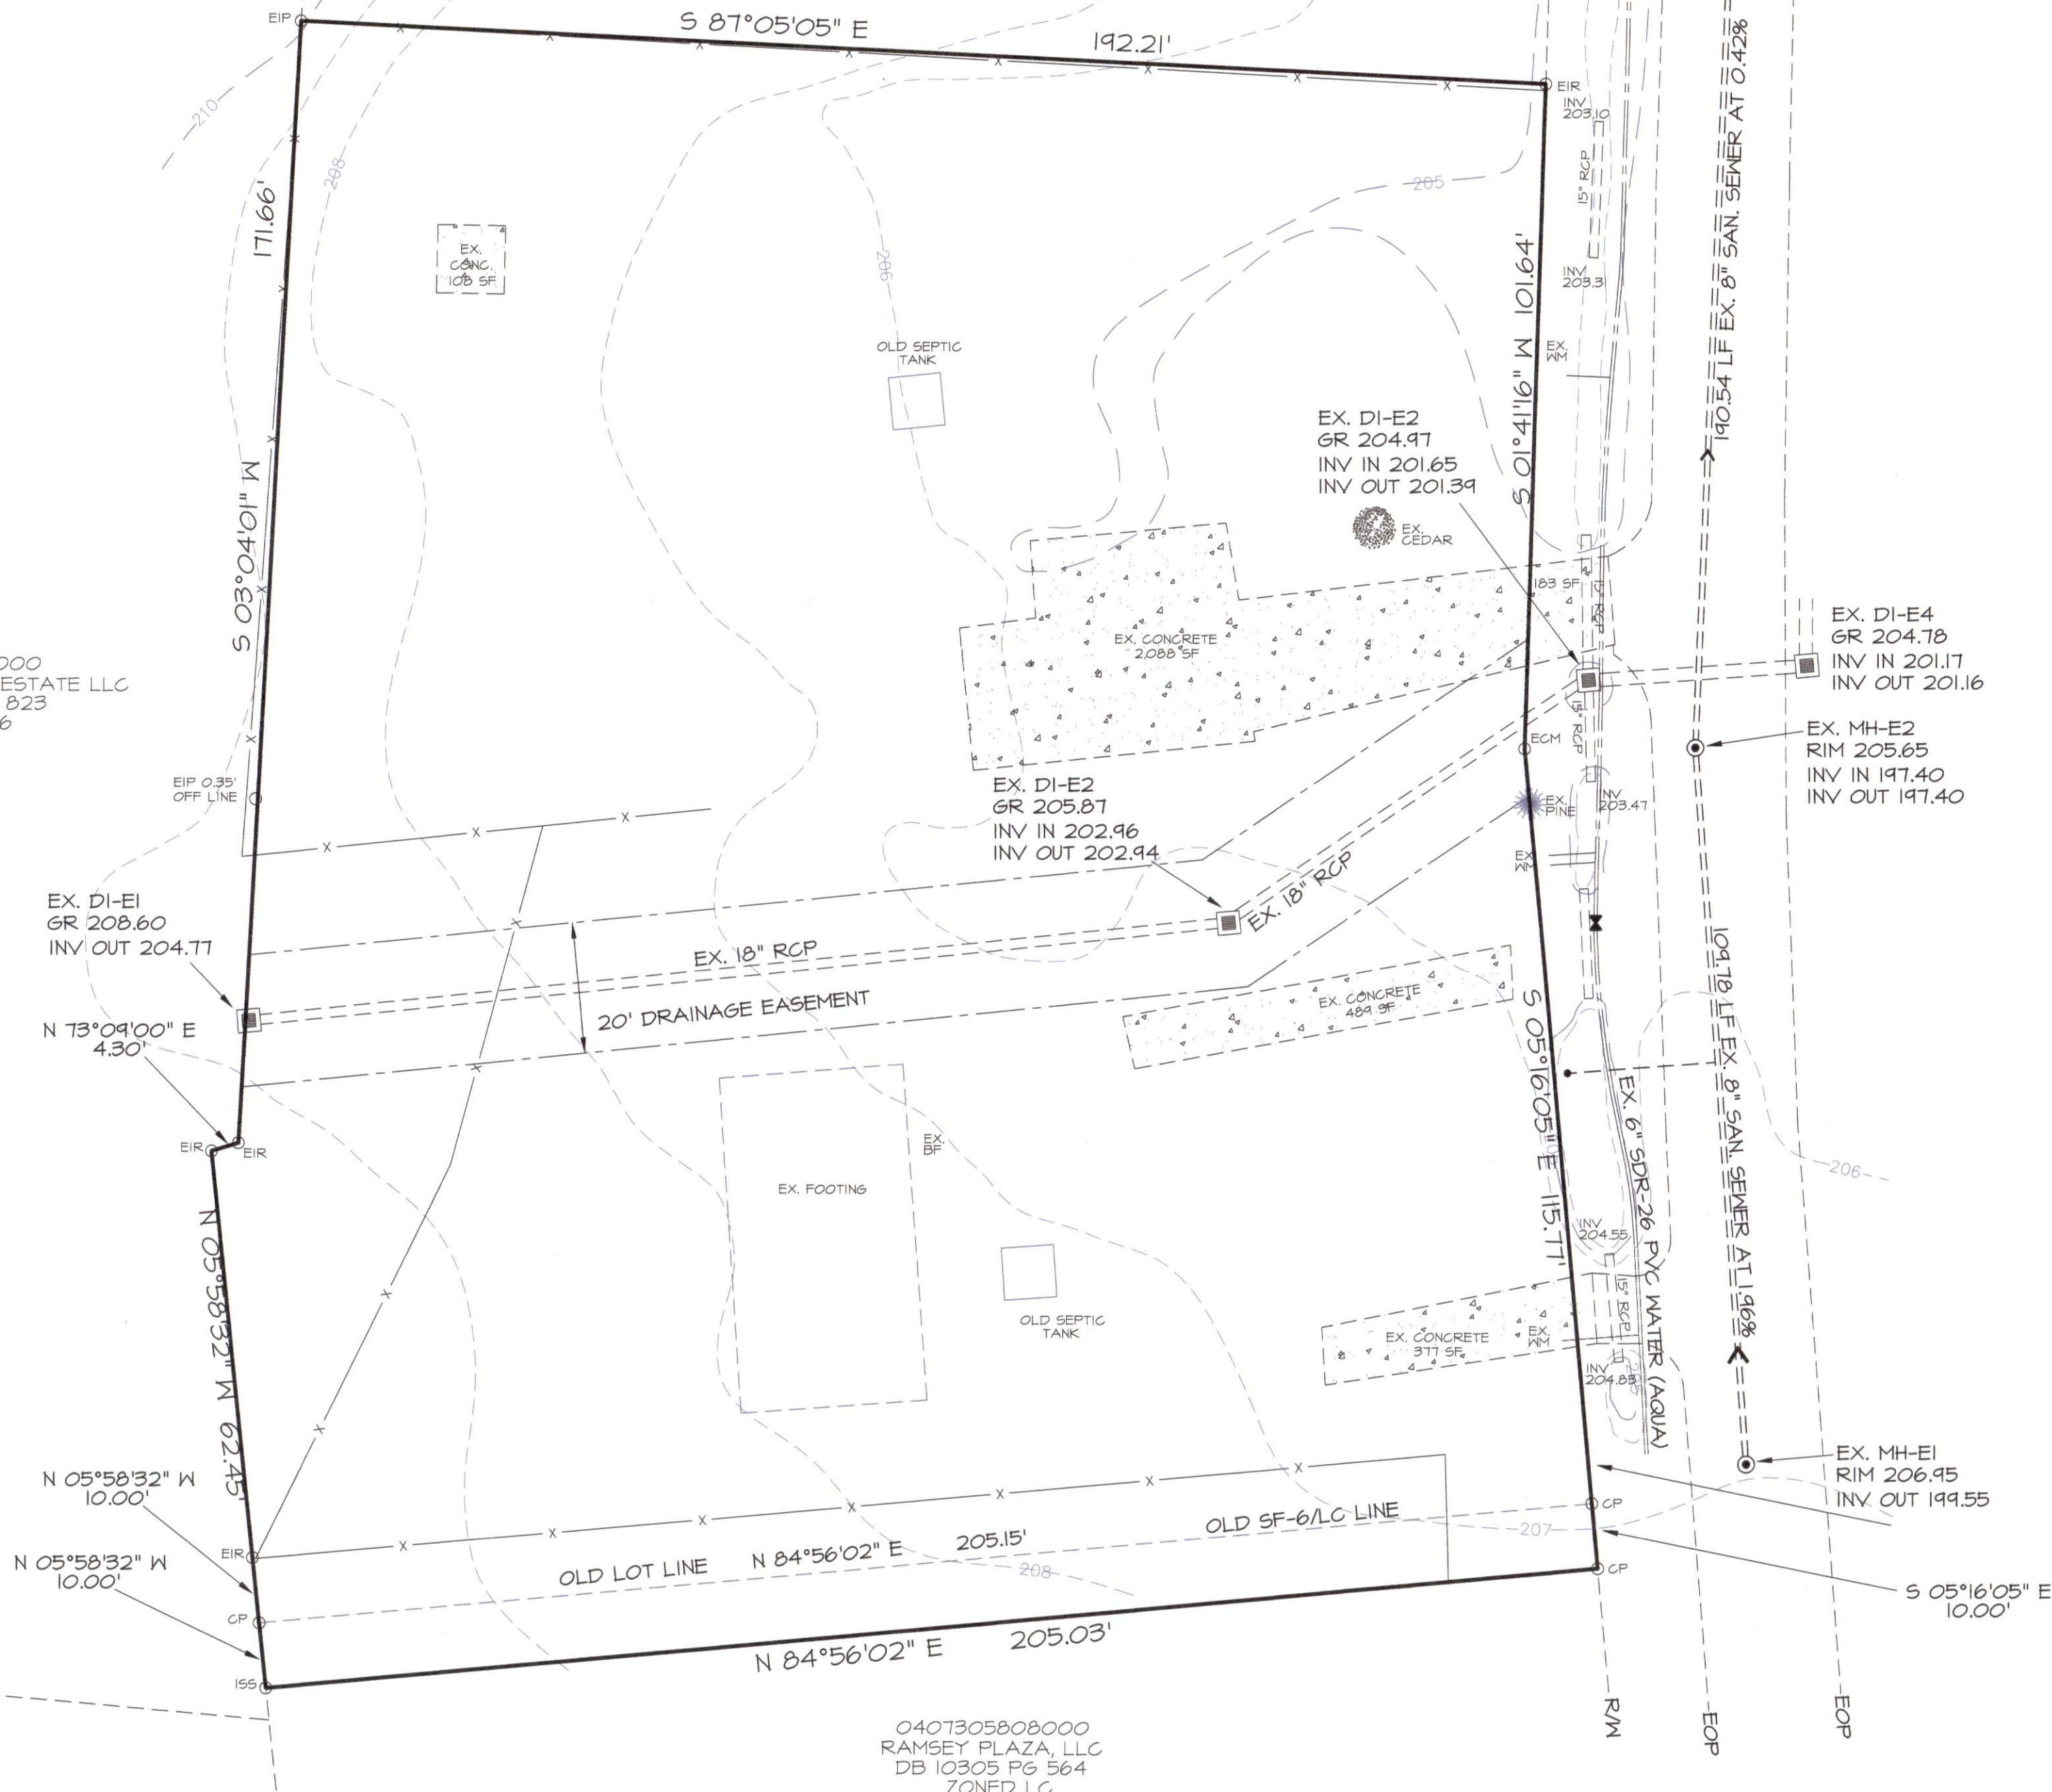 EIP
S 87°05'05" E
192.21'
EIR
INV
203.10
210
208
171.66'
S 03°04'01" W
EX.
CONC.
108 SF
206
205
OLD SEPTIC
TANK
15" RCP
INV
203.3
S 01°41'16" W 101.64'
EX.
WM
190.54 LF EX. 8" SAN. SEWER AT 0.42%
EX. DI-E2
GR 204.97
INV IN 201.65
INV OUT 201.39
EX.
CEDAR
183 SF
15" RCP
EX. CONCRETE
2,088 SF
EX. DI-E4
GR 204.78
INV IN 201.17
INV OUT 201.16
000
ESTATE LLC
823
6
15" RCP
ECM
EX. MH-E2
RIM 205.65
INV IN 197.40
INV OUT 197.40
EIP 0.35'
OFF LINE
EX. DI-E2
GR 205.87
INV IN 202.96
INV OUT 202.94
EX.
PINE
INV
203.47
EX.
WM
EX. DI-E1
GR 208.60
INV OUT 204.77
EX. 18" RCP
EX. 18" RCP
20' DRAINAGE EASEMENT
EX. CONCRETE
489 SF
N 73°09'00" E
4.30'
EIR
EIR
S 05°16'05" E 115.77'
109.78 LF EX. 8" SAN. SEWER AT 1.96%
EX. 6" SDR-26 PVC WATER (AQUA)
EX.
BF
EX. FOOTING
206
N 05°58'32" W 62.45'
INV
204.55
OLD SEPTIC
TANK
EX. CONCRETE
377 SF
EX.
WM
15" RCP
INV
204.83
N 05°58'32" W
10.00'
EX. MH-E1
RIM 206.95
INV OUT 199.55
CP
OLD SF-6/LC LINE
207
EIR
OLD LOT LINE
N 84°56'02" E
205.15'
208
N 05°58'32" W
10.00'
CP
CP
S 05°16'05" E
10.00'
ISS
N 84°56'02" E
205.03'
R/W
EOP
EOP
0407305808000
RAMSEY PLAZA, LLC
DB 10305 PG 564
ZONED LC